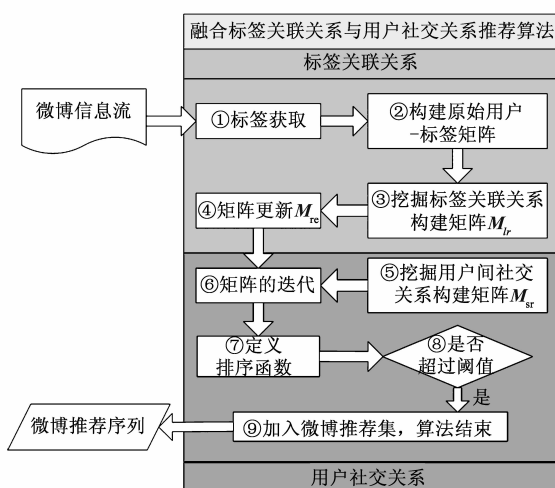 融合标签关联关系与用户社交关系推荐算法
标签关联关系
微博信息流
①标签获取
②构建原始用户
-标签矩阵
③挖掘标签关联关系
构建矩阵Mlr
④矩阵更新Mre
⑤挖掘用户间社交
关系构建矩阵Msr
⑥矩阵的迭代
⑦定义
排序函数
⑧是否
超过阈值
是
⑨加入微博推荐集，算法结束
微博推荐序列
用户社交关系